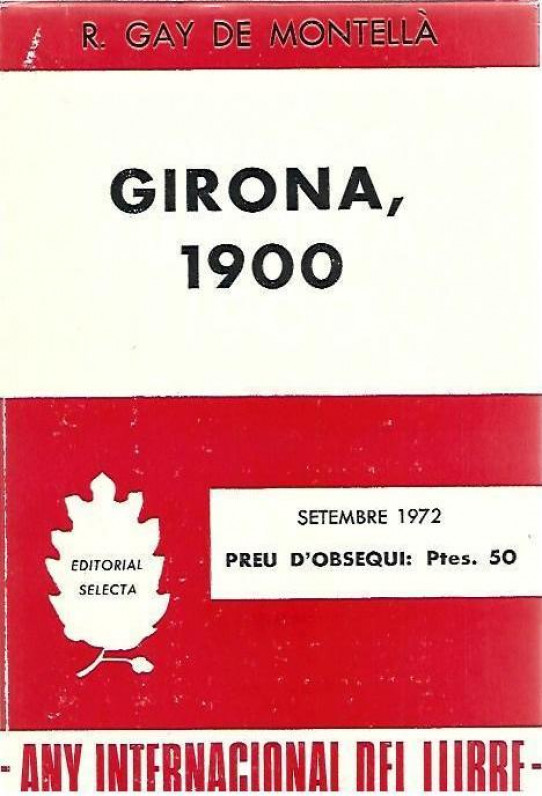 R. GAY DE MONTELLÀ
GIRONA,
1900
EDITORIAL
SELECTA
SETEMBRE 1972
PREU D'OBSEQUI: Ptes. 50
- ANY INTERNACIONAL DEL LLIBRE -